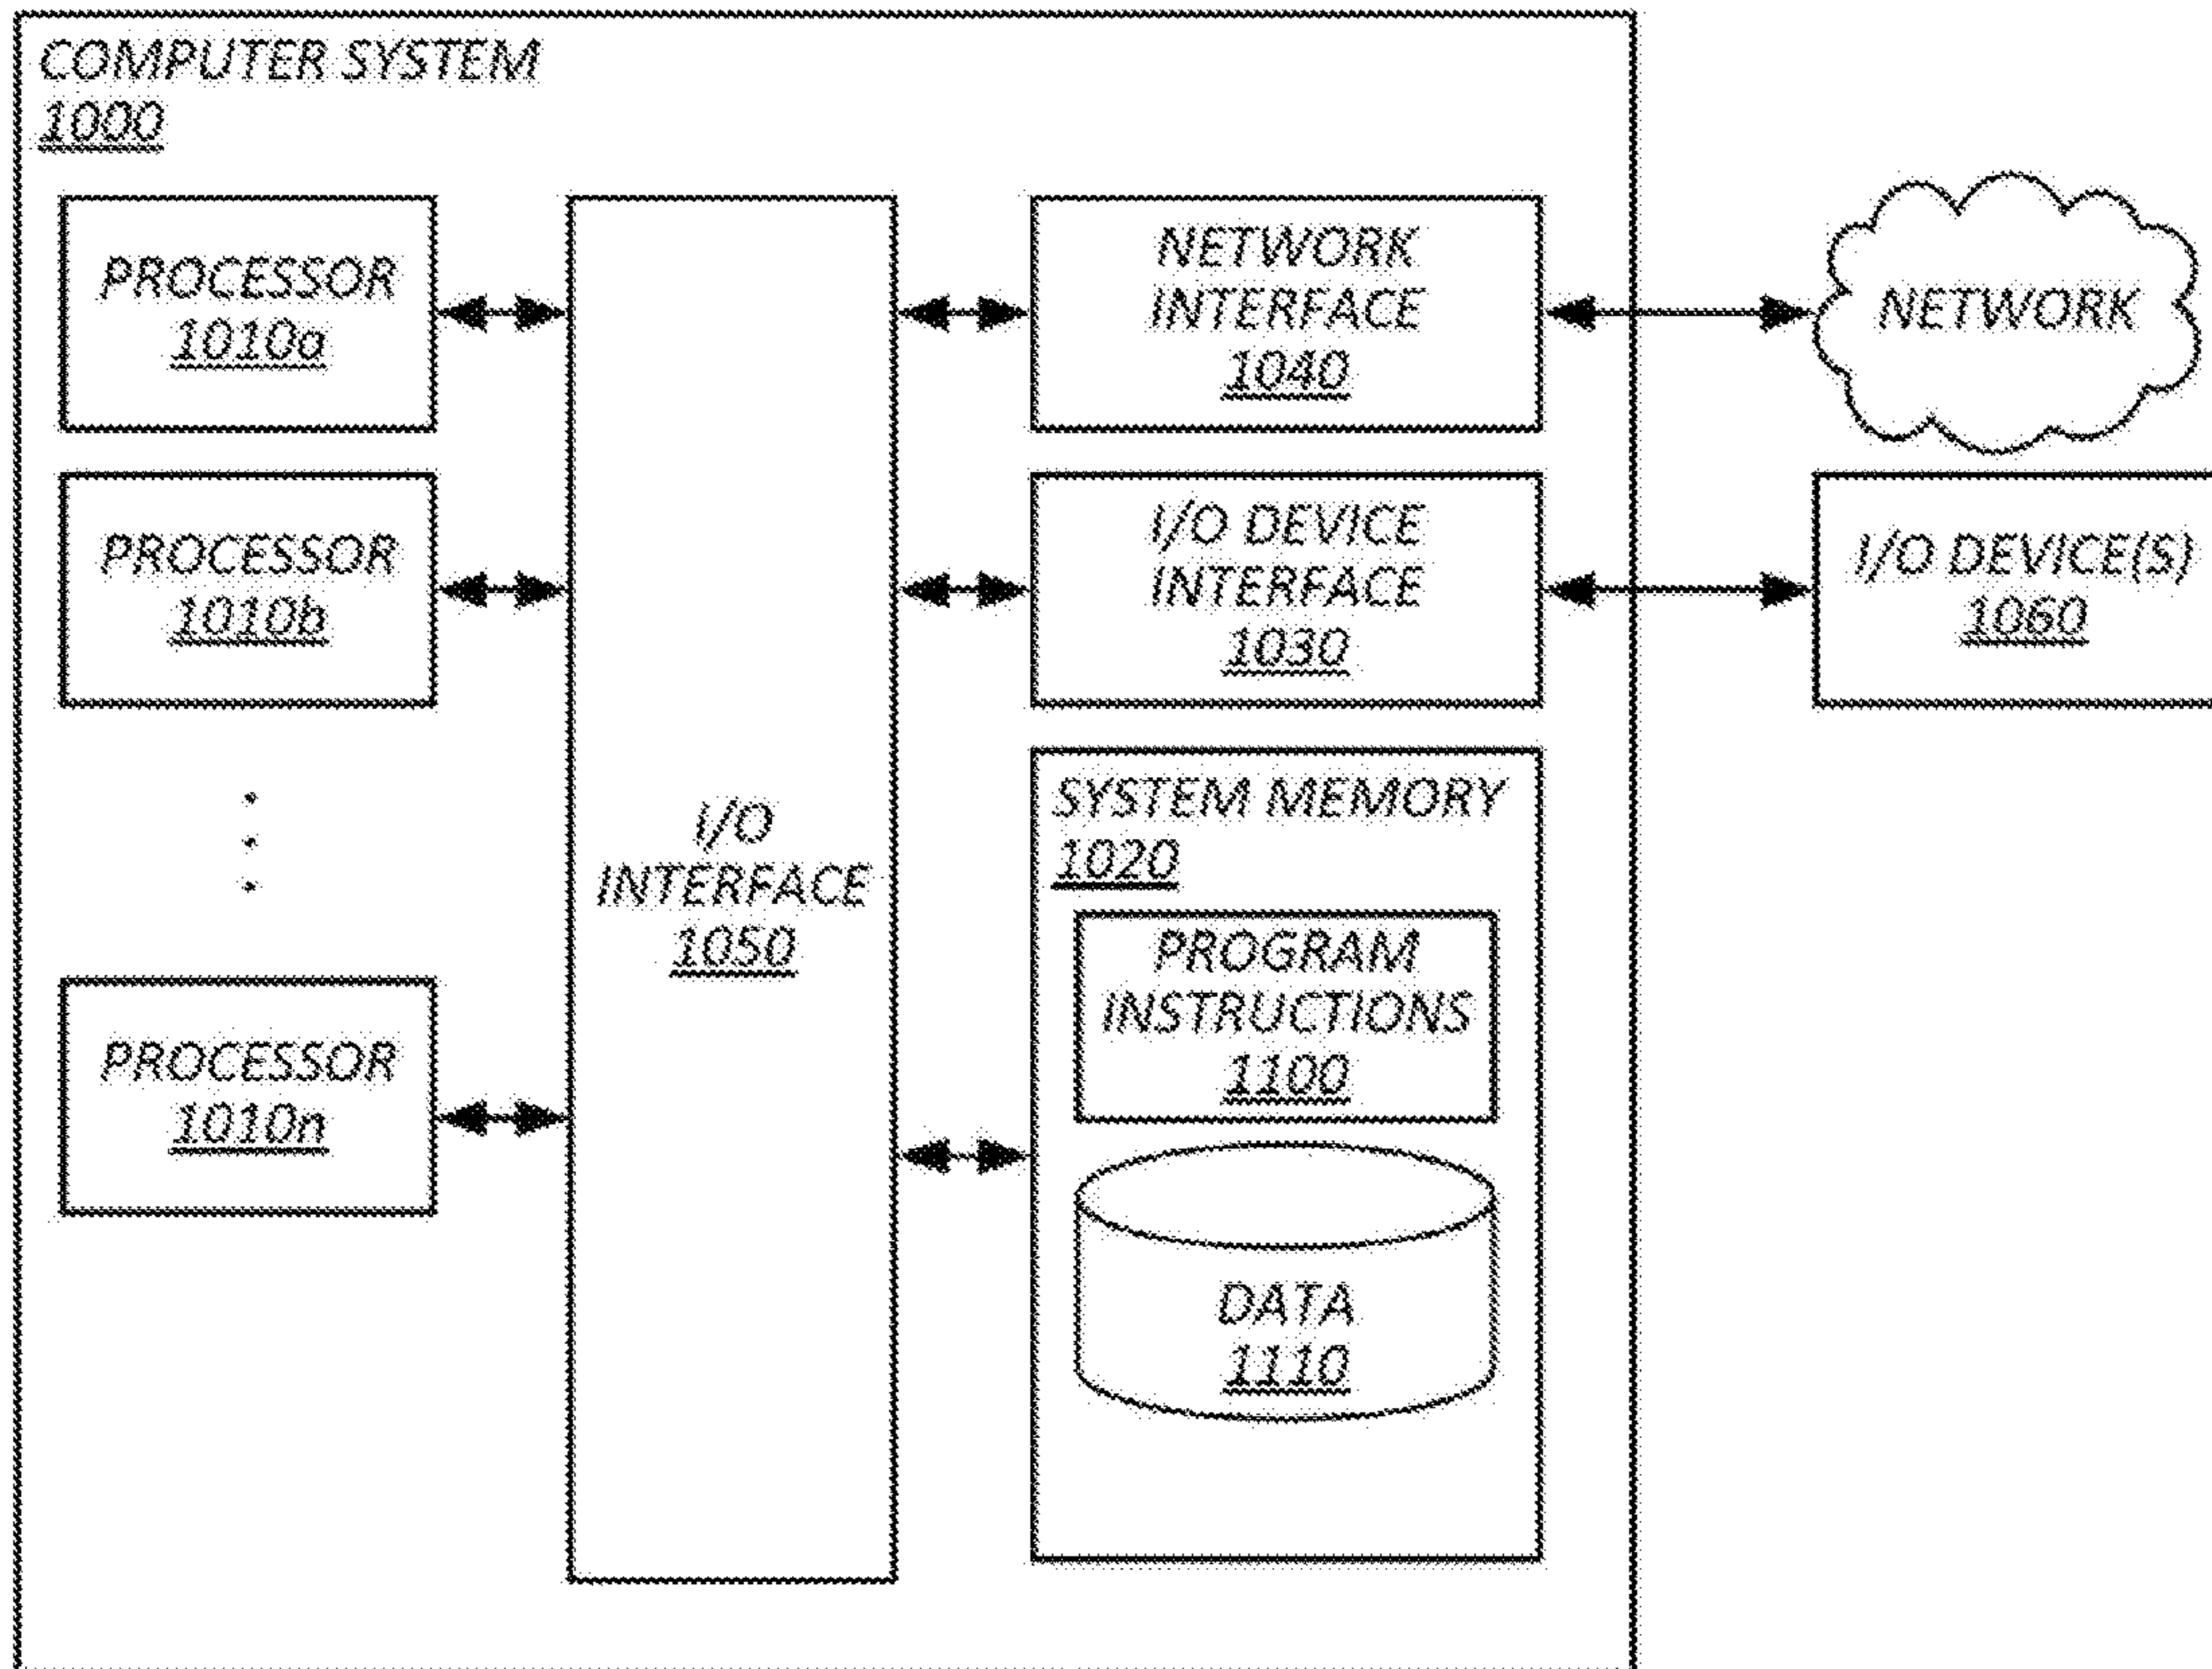 COMPUTER SYSTEM
1000
PROCESSOR
1010a
PROCESSOR
1010b
PROCESSOR
1010n
I/O
INTERFACE
1050
NETWORK
INTERFACE
1040
I/O DEVICE
INTERFACE
1030
SYSTEM MEMORY
1020
PROGRAM
INSTRUCTIONS
1100
DATA
1110
NETWORK
I/O DEVICE(S)
1060